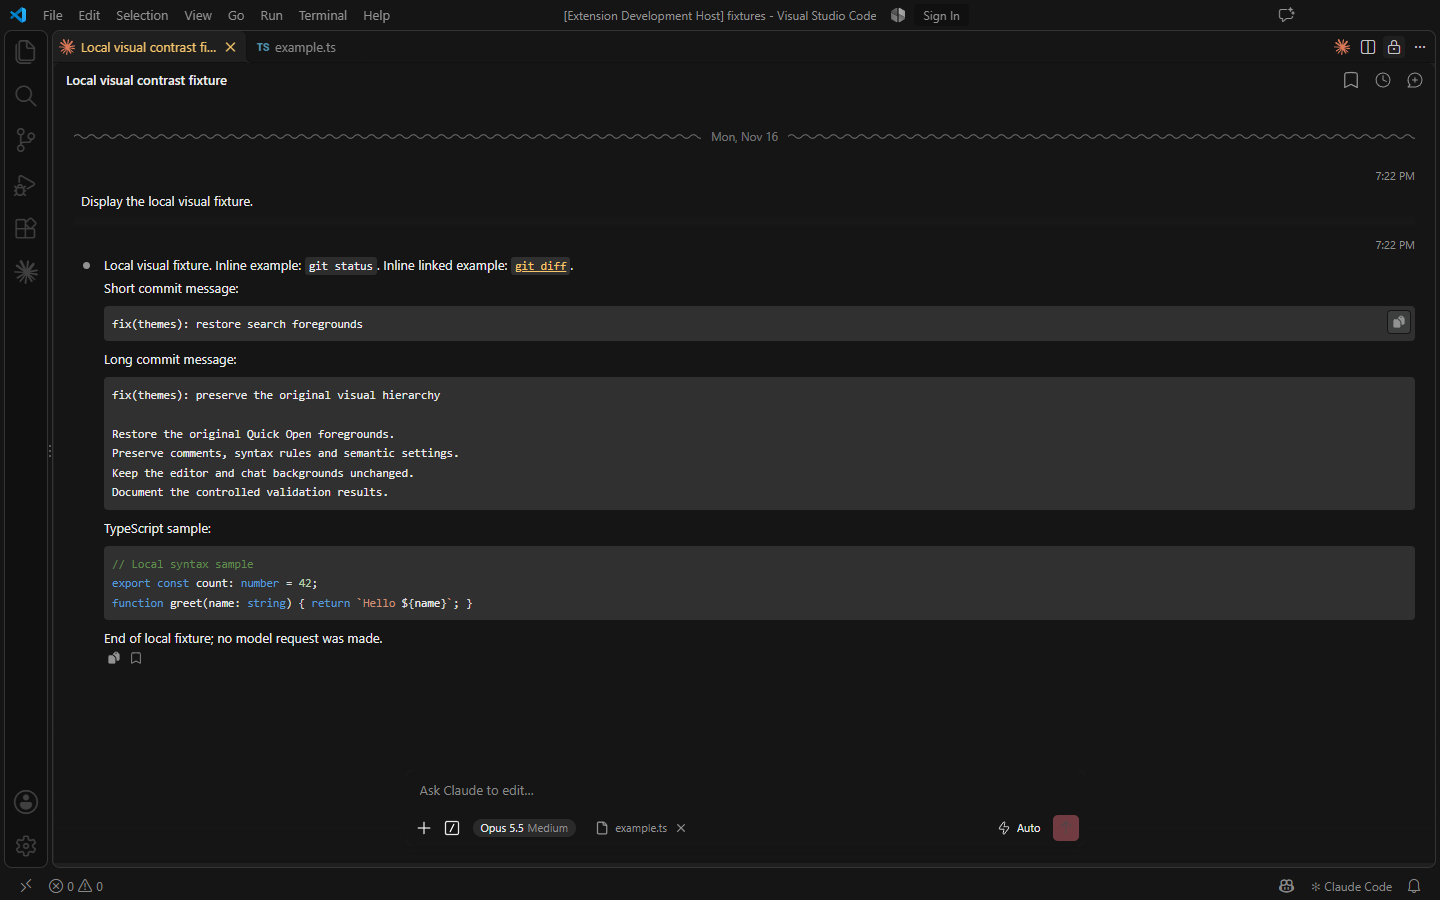 File Edit Selection View Go Run Terminal Help [Extension Development Host] fixtures - Visual Studio Code Sign In
Local visual contrast fi... TS example.ts
Local visual contrast fixture
Mon, Nov 16
7:22 PM
Display the local visual fixture.
7:22 PM
Local visual fixture. Inline example: git status. Inline linked example: git diff.
Short commit message:
fix(themes): restore search foregrounds
Long commit message:
fix(themes): preserve the original visual hierarchy
Restore the original Quick Open foregrounds.
Preserve comments, syntax rules and semantic settings.
Keep the editor and chat backgrounds unchanged.
Document the controlled validation results.
TypeScript sample:
// Local syntax sample
export const count: number = 42;
function greet(name: string) { return `Hello ${name}`; }
End of local fixture; no model request was made.
Ask Claude to edit...
Opus 5.5 Medium example.ts Auto
0 0 Claude Code